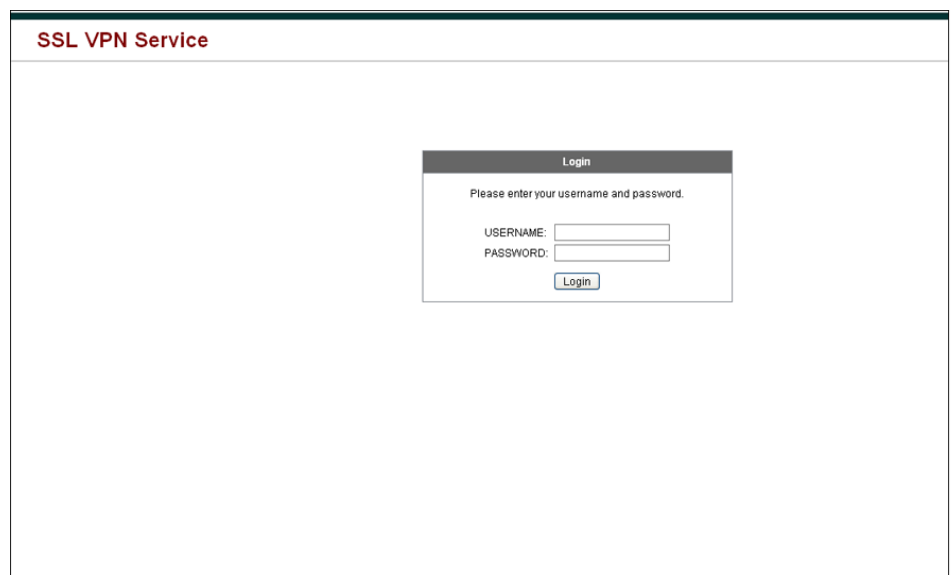 SSL VPN Service
Login
Please enter your username and password.
USERNAME:
PASSWORD:
Login